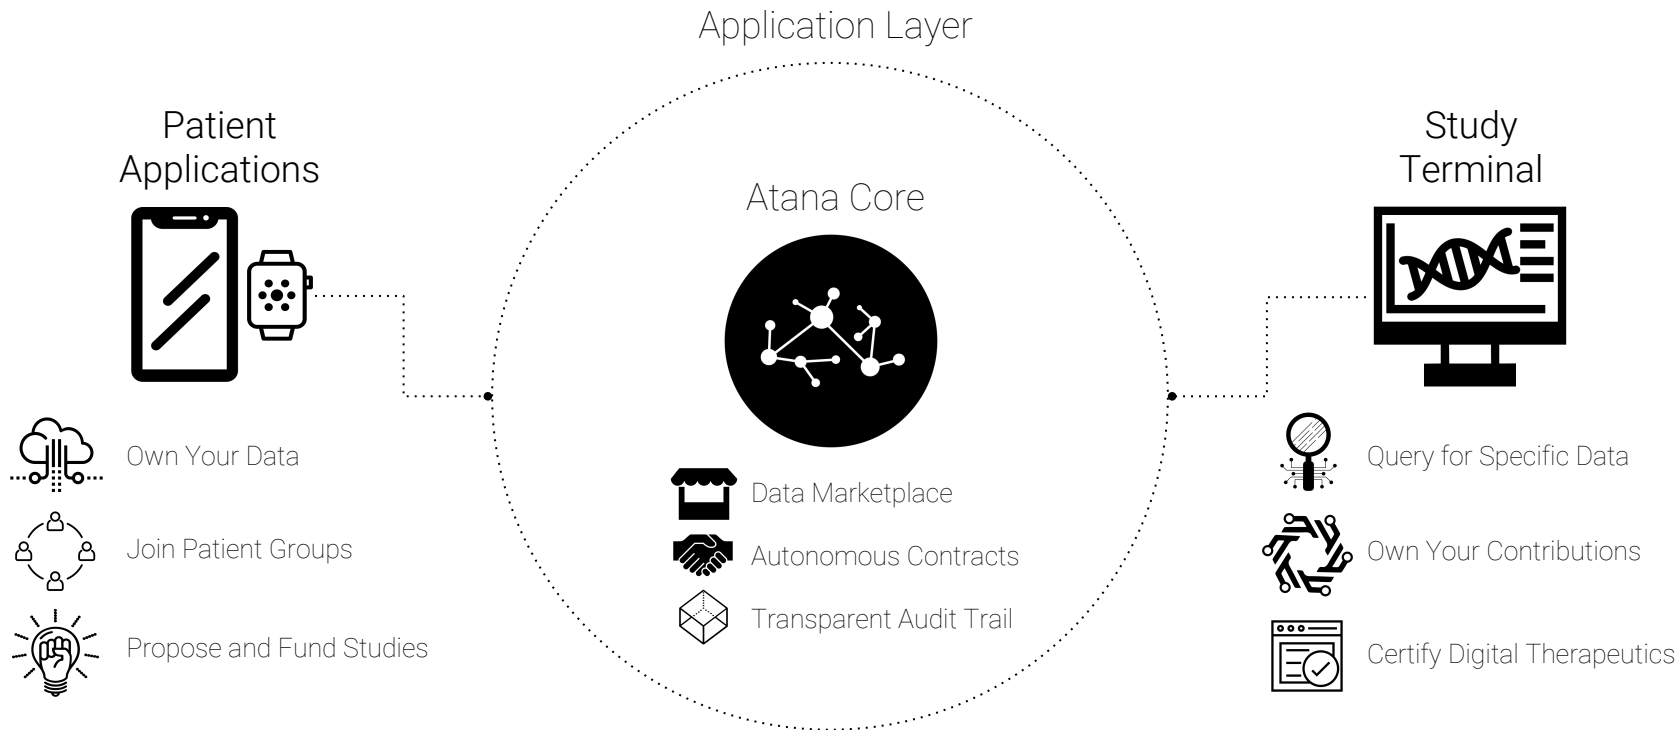 Application Layer
Patient
Applications
Own Your Data
Join Patient Groups
Propose and Fund Studies
Atana Core
Data Marketplace
Autonomous Contracts
Transparent Audit Trail
Study
Terminal
Query for Specific Data
Own Your Contributions
Certify Digital Therapeutics